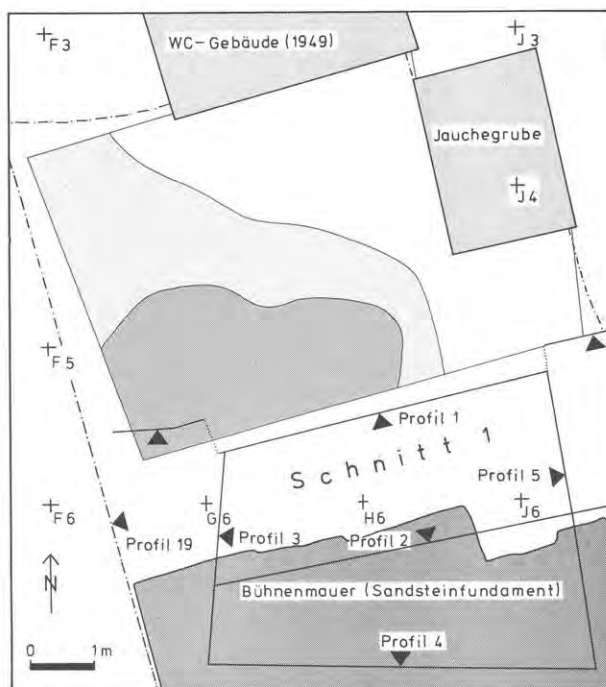 F3
WC-Gebäude (1949)
J3
Jauchegrube
J4
F5
Profil 1
Schnitt 1
Profil 5
F6
G6
H6
J6
Profil 19
Profil 3
Profil 2
N
Bühnenmauer (Sandsteinfundament)
0 1m
Profil 4